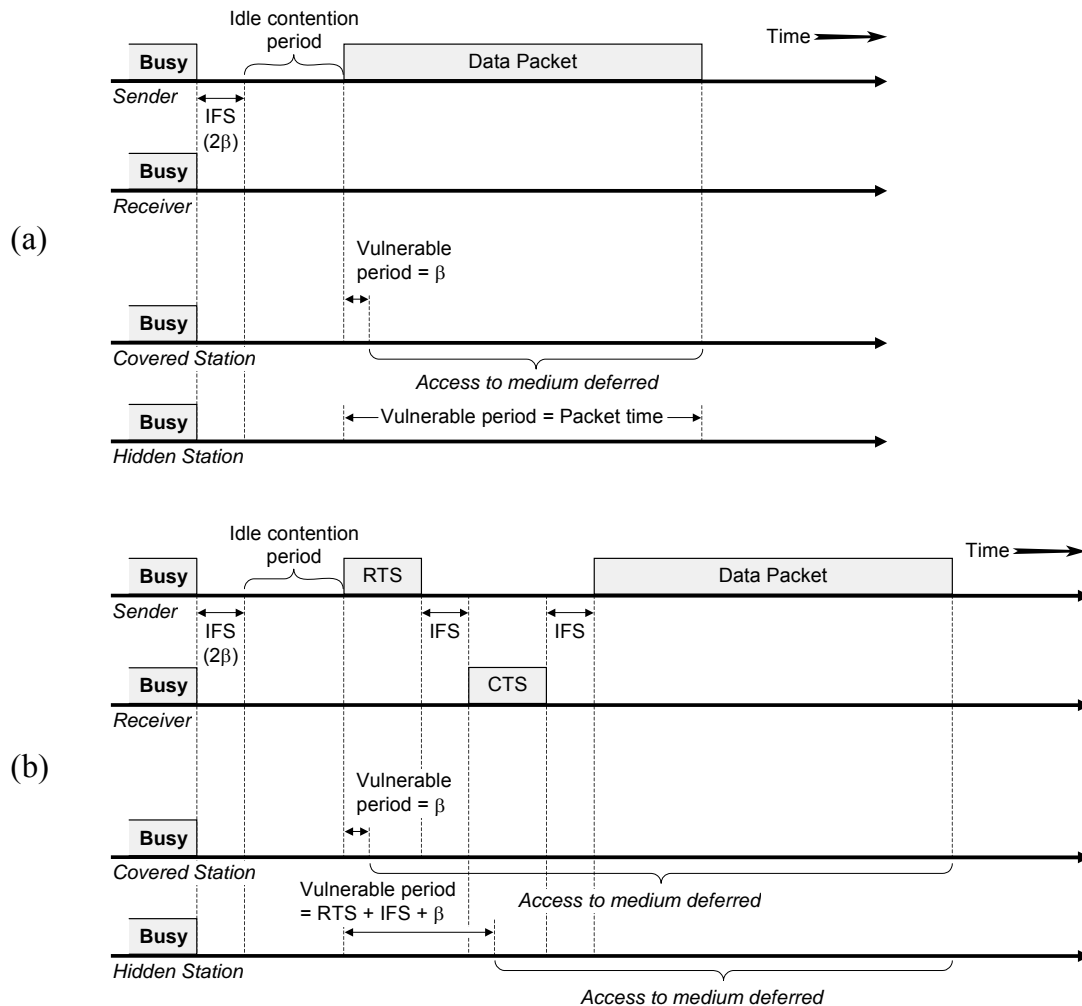 Idle contention
period
Time
Busy
Data Packet
Sender
IFS
(2β)
Busy
Receiver
(a)
Vulnerable
period = β
Busy
Covered Station
Access to medium deferred
Busy
Vulnerable period = Packet time
Hidden Station
Idle contention
period
Time
Busy
RTS
Data Packet
Sender
IFS
(2β)
IFS
IFS
Busy
CTS
Receiver
(b)
Vulnerable
period = β
Busy
Covered Station
Vulnerable period
= RTS + IFS + β
Access to medium deferred
Busy
Hidden Station
Access to medium deferred